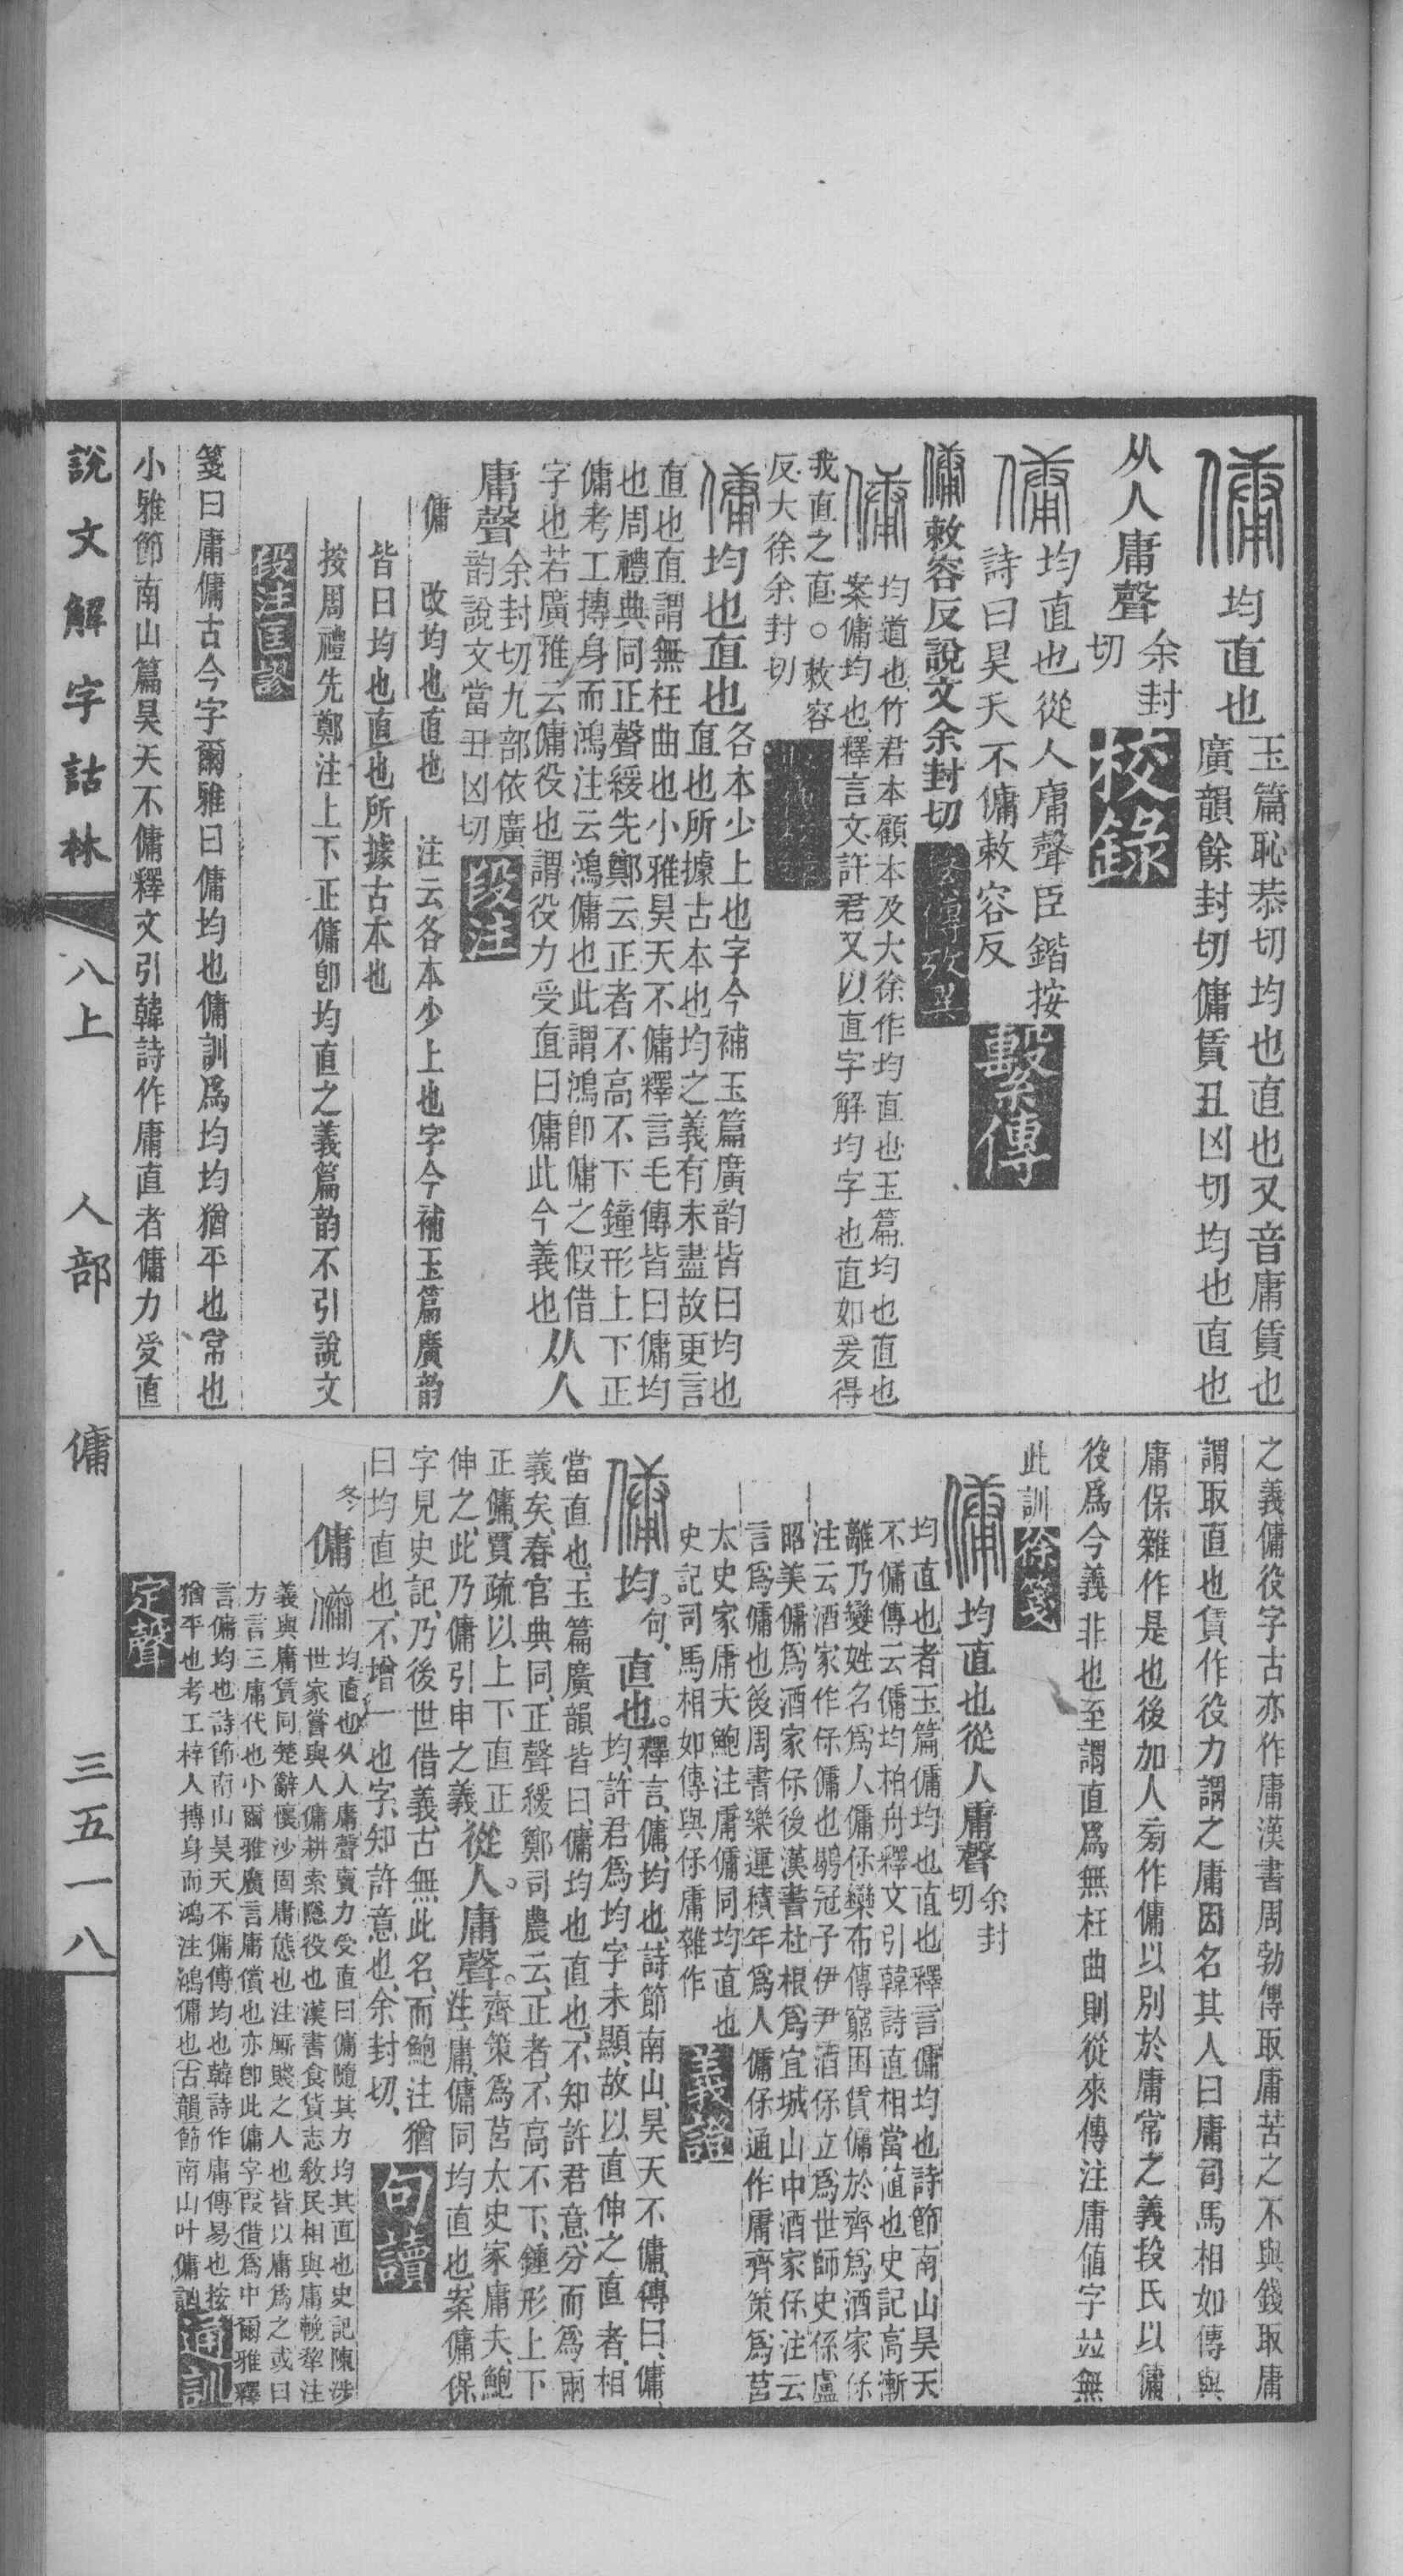 均直也
玉篇恥恭切均也直也又音庸賃也
廣韻餘封切傭賃丑凶切均也直也
从人庸聲
余封
切
校錄
均直也從人庸聲臣鍇按
詩曰昊天不傭敕容反
繫傳
敕容反說文余封切
均道也竹君本顧本及大徐作均直也玉篇均也直也
案傭均也釋言文許君又以直字解均字也直如爰得
我直之直○敕容
反大徐余封切
均也直也
各本少上也字今補玉篇廣韵皆曰均也
直也所據古本也均之義有未盡故更言
直也直謂無枉曲也小雅昊天不傭釋言毛傳皆曰傭均
也周禮典同正聲緩先鄭云正者不高不下鐘形上下正
傭考工摶身而鴻注云鴻傭也此謂鴻卽傭之假借
字也若廣雅云傭役也謂役力受直曰傭此今義也
从人
庸聲
余封切九部依廣
韵說文當丑凶切
段注
傭
改均也直也
注云各本少上也字今補玉篇廣韵
皆曰均也直也所據古本也
按周禮先鄭注上下正傭卽均直之義篇韵不引說文
段注匡謬
箋曰庸傭古今字爾雅曰傭均也傭訓爲均均猶平也常也
小雅節南山篇昊天不傭釋文引韓詩作庸直者傭力受直
之義傭役字古亦作庸漢書周勃傳取庸苦之不與錢取庸
謂取直也賃作役力謂之庸因名其人曰庸司馬相如傳與
庸保雜作是也後加人旁作傭以別於庸常之義段氏以傭
役爲今義非也至謂直爲無枉曲則從來傳注庸値字竝無
此訓
徐箋
均直也從人庸聲
余封
切
均直也者玉篇傭均也直也釋言傭均也詩節南山昊天
不傭傳云傭均柏舟釋文引韓詩直相當値也史記高漸
離乃變姓名爲人傭保欒布傳窮困賃傭於齊爲酒家保
注云酒家作保傭也鶡冠子伊尹酒保立爲世師史係盧
昭美傭爲酒家保後漢書杜根爲宜城山中酒家保注云
言爲傭也後周書樂運積年爲人傭保通作庸齊策爲莒
太史家庸夫鮑注庸傭同均直也
史記司馬相如傳與保庸雜作
義證
均。句、
直也。
釋言、傭、均也、詩節南山、昊天不傭、傳曰、傭、
均、許君爲均字未顯、故以直伸之直者、相
當直也、玉篇廣韻皆曰、傭均也直也、不知許君意、分而爲兩
義矣、春官典同、正聲緩、鄭司農云、正者、不高不下、鍾形上下
正傭、賈疏以上下直正
伸之、此乃傭引申之義、
從人。庸聲。
齊策爲莒太史家庸夫、鮑
注、庸、傭同均直也、案傭保
字見史記、乃後世借義、古無此名、而鮑注猶
曰均直也、不增一也字、知許意也、余封切、
句讀
冬
傭
均直也从人庸聲賣力受直曰傭隨其力均其直也史記陳涉
世家嘗與人傭耕索隱役也漢書食貨志敎民相與庸輓犂注
義與庸賃同楚辭懷沙固庸態也注厮賤之人也皆以庸爲之或曰
方言三庸代也小爾雅廣言庸償也亦卽此傭字叚借爲中爾雅釋
言傭均也詩節南山昊天不傭傳均也韓詩作庸傳易也按
猶平也考工梓人摶身而鴻注鴻傭也古韻節南山叶傭訩
通訓
定聲
說文解字詁林
八上
人部
傭
三五一八